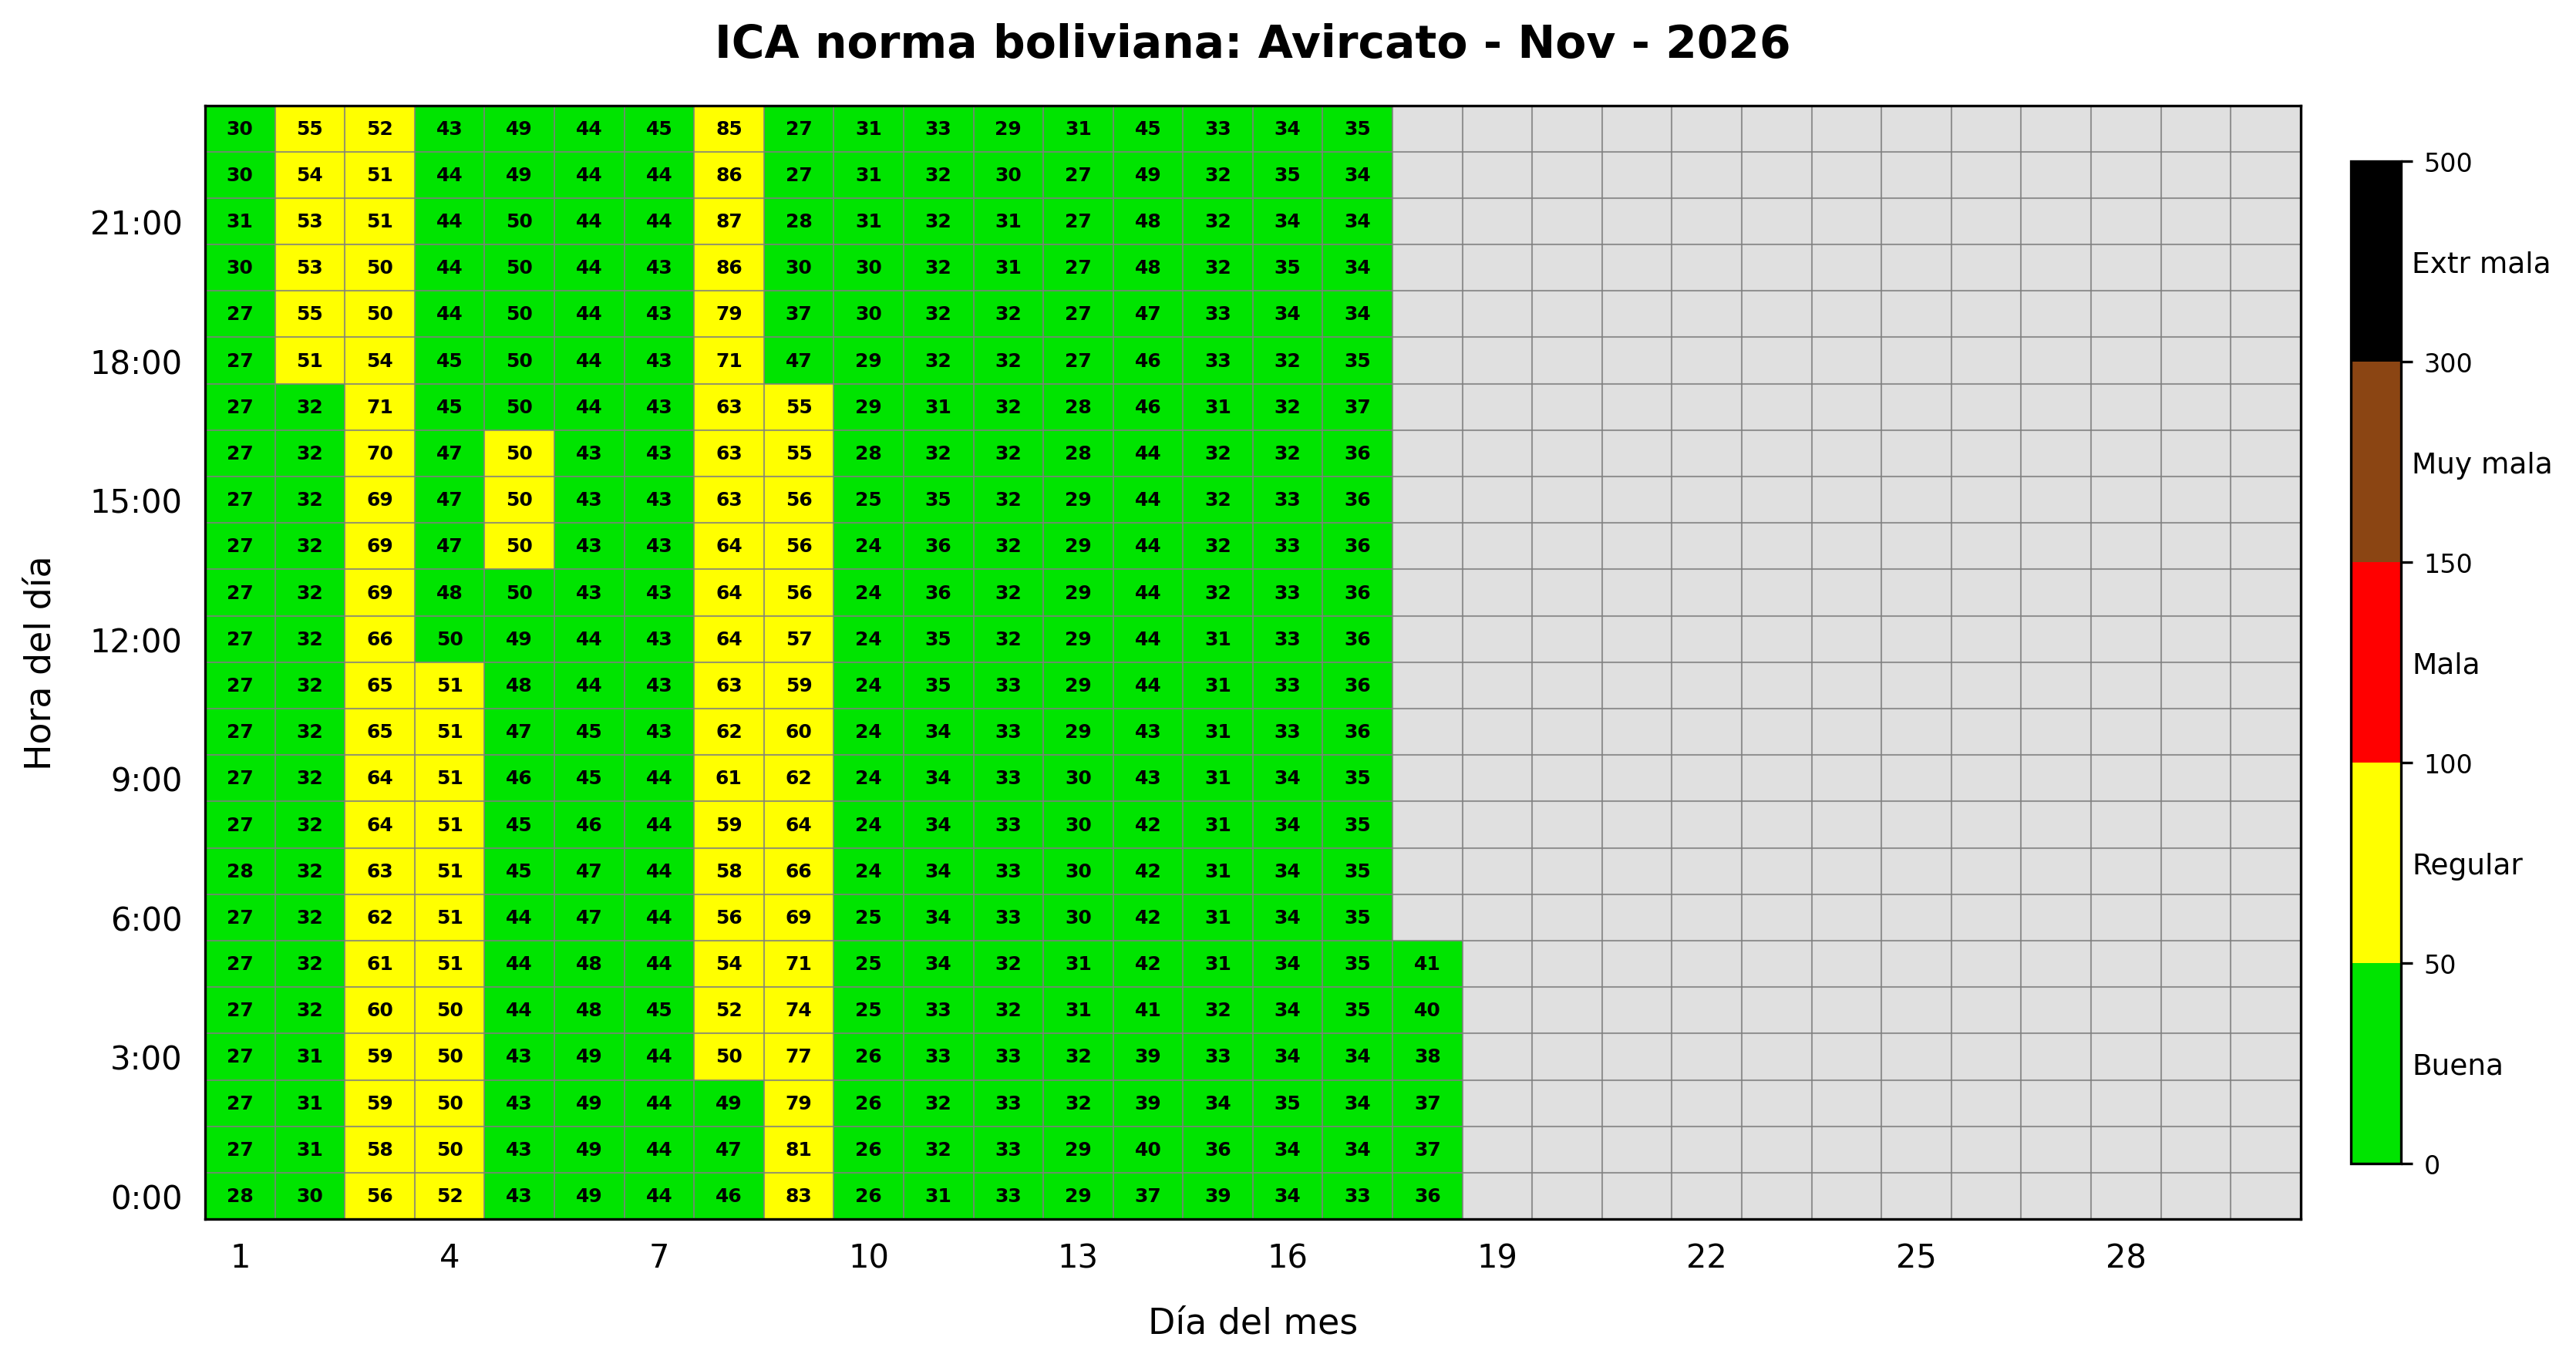 ICA norma boliviana: Avircato - Nov - 2026
30 55 52 43 49 44 45 85 27 31 33 29 31 45 33 34 35
30 54 51 44 49 44 44 86 27 31 32 30 27 49 32 35 34
21:00 31 53 51 44 50 44 44 87 28 31 32 31 27 48 32 34 34
30 53 50 44 50 44 43 86 30 30 32 31 27 48 32 35 34
27 55 50 44 50 44 43 79 37 30 32 32 27 47 33 34 34
18:00 27 51 54 45 50 44 43 71 47 29 32 32 27 46 33 32 35
27 32 71 45 50 44 43 63 55 29 31 32 28 46 31 32 37
27 32 70 47 50 43 43 63 55 28 32 32 28 44 32 32 36
15:00 27 32 69 47 50 43 43 63 56 25 35 32 29 44 32 33 36
27 32 69 47 50 43 43 64 56 24 36 32 29 44 32 33 36
27 32 69 48 50 43 43 64 56 24 36 32 29 44 32 33 36
12:00 27 32 66 50 49 44 43 64 57 24 35 32 29 44 31 33 36
27 32 65 51 48 44 43 63 59 24 35 33 29 44 31 33 36
27 32 65 51 47 45 43 62 60 24 34 33 29 43 31 33 36
9:00 27 32 64 51 46 45 44 61 62 24 34 33 30 43 31 34 35
27 32 64 51 45 46 44 59 64 24 34 33 30 42 31 34 35
28 32 63 51 45 47 44 58 66 24 34 33 30 42 31 34 35
6:00 27 32 62 51 44 47 44 56 69 25 34 33 30 42 31 34 35
27 32 61 51 44 48 44 54 71 25 34 32 31 42 31 34 35 41
27 32 60 50 44 48 45 52 74 25 33 32 31 41 32 34 35 40
3:00 27 31 59 50 43 49 44 50 77 26 33 33 32 39 33 34 34 38
27 31 59 50 43 49 44 49 79 26 32 33 32 39 34 35 34 37
27 31 58 50 43 49 44 47 81 26 32 33 29 40 36 34 34 37
0:00 28 30 56 52 43 49 44 46 83 26 31 33 29 37 39 34 33 36
1 4 7 10 13 16 19 22 25 28
Día del mes
Hora del día
500
Extr mala
300
Muy mala
150
Mala
100
Regular
50
Buena
0